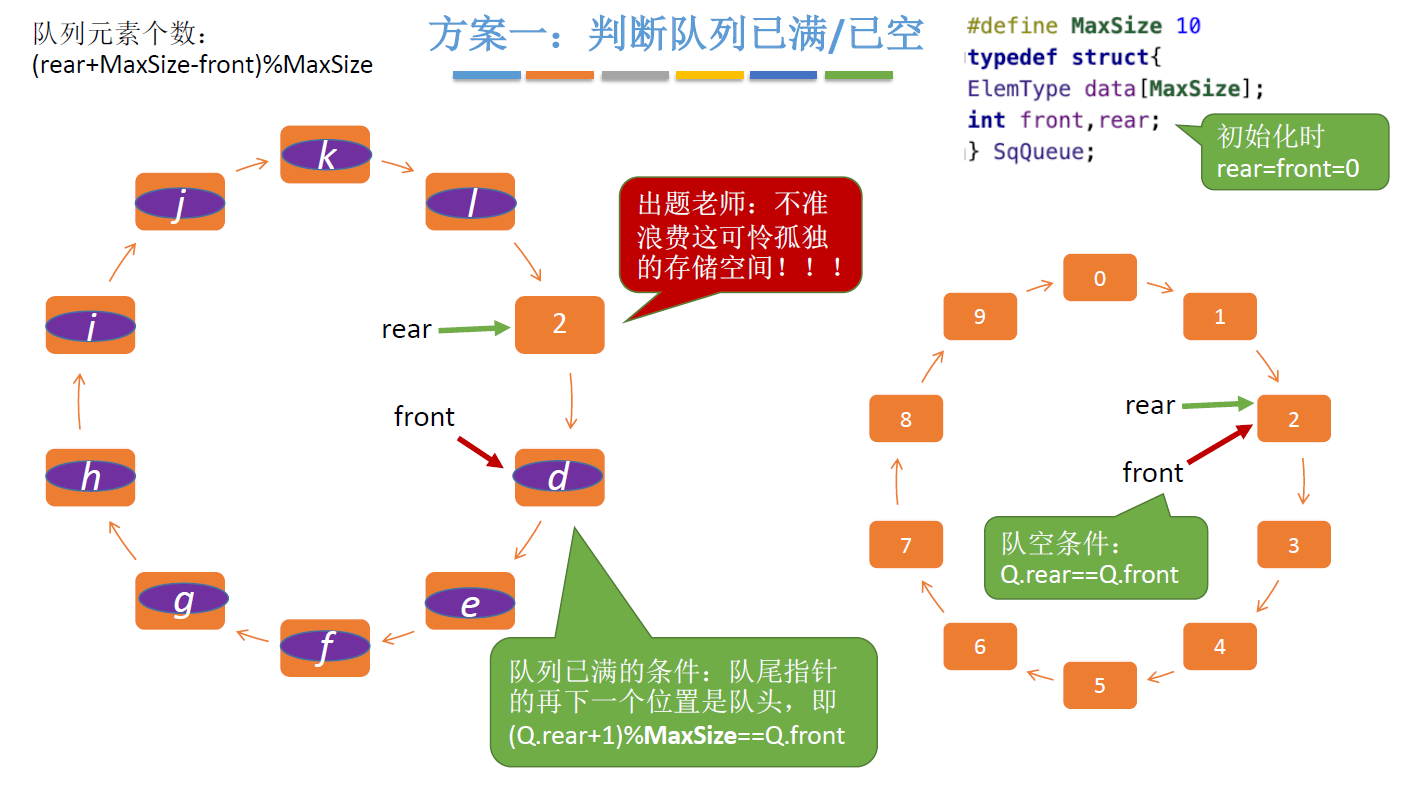 队列元素个数：
(rear+MaxSize-front)%MaxSize
方案一：判断队列已满/已空
#define MaxSize 10
typedef struct{
ElemType data[MaxSize];
int front,rear;
} SqQueue;
初始化时
rear=front=0
出题老师：不准
浪费这可怜孤独
的存储空间！！！
k
j
l
i
2
rear
front
h
d
g
e
f
队列已满的条件：队尾指针
的再下一个位置是队头，即
(Q.rear+1)%MaxSize==Q.front
0
9
1
8
2
rear
front
队空条件：
Q.rear==Q.front
7
3
6
4
5